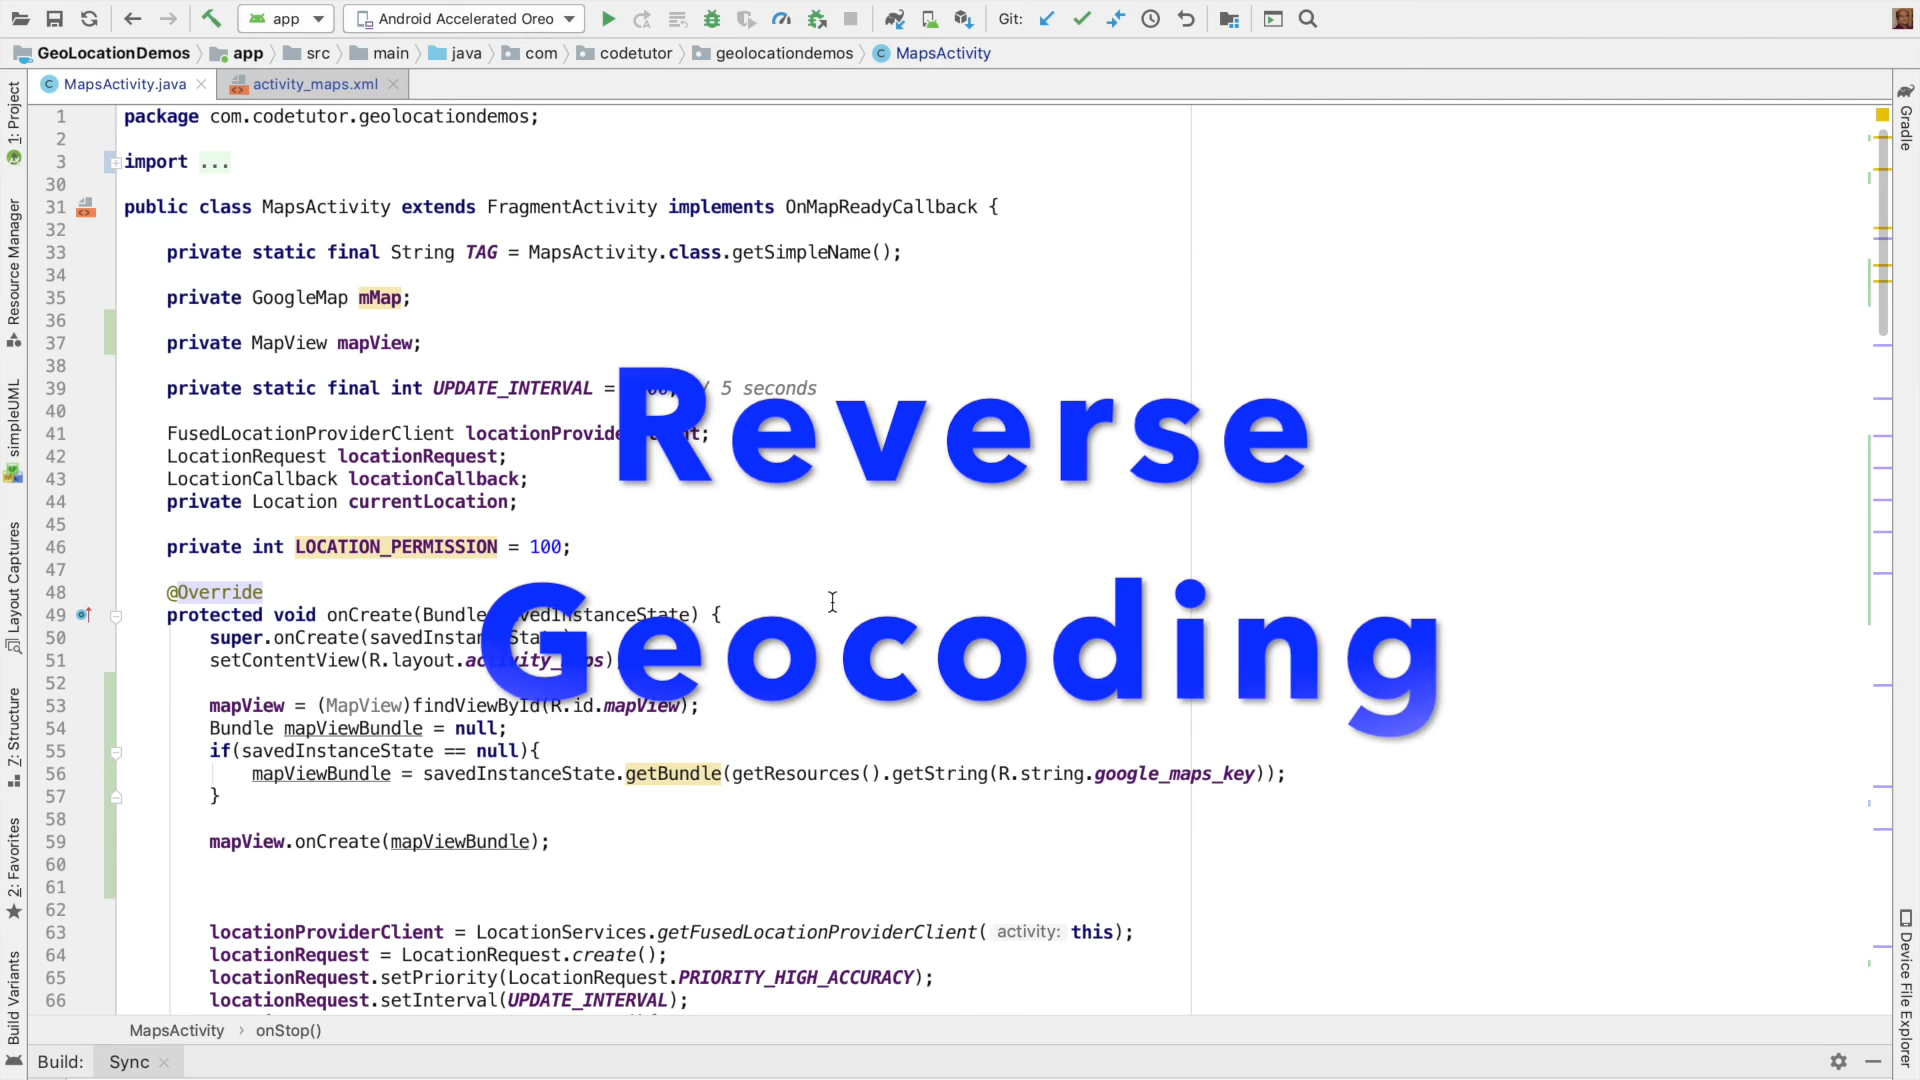 app
Android Accelerated Oreo
Git:
GeoLocationDemos
app
src
main
java
com
codetutor
geolocationdemos
MapsActivity
MapsActivity.java
activity_maps.xml
1: Project
Resource Manager
simpleUML
Layout Captures
7: Structure
2: Favorites
Build Variants
1 package com.codetutor.geolocationdemos;
2
3 import ...
30
31 public class MapsActivity extends FragmentActivity implements OnMapReadyCallback {
32
33 private static final String TAG = MapsActivity.class.getSimpleName();
34
35 private GoogleMap mMap;
36
37 private MapView mapView;
38
39 private static final int UPDATE_INTERVAL = / 5 seconds
40
41 FusedLocationProviderClient
42 LocationRequest locationRequest;
43 LocationCallback locationCallback;
44 private Location currentLocation;
45
46 private int LOCATION_PERMISSION = 100;
47
48 @Override
49 protected void onCreate(Bundle savedInstanceState) {
50 super.onCreate(
51 setContentView(R.layout.activity_maps)
52
53 mapView = (MapView)findViewById(R.id.mapView);
54 Bundle mapViewBundle = null;
55 if(savedInstanceState == null){
56 mapViewBundle = savedInstanceState.getBundle(getResources().getString(R.string.google_maps_key));
57 }
58
59 mapView.onCreate(mapViewBundle);
60
61
62
63 locationProviderClient = LocationServices.getFusedLocationProviderClient( activity: this);
64 locationRequest = LocationRequest.create();
65 locationRequest.setPriority(LocationRequest.PRIORITY_HIGH_ACCURACY);
66 locationRequest.setInterval(UPDATE_INTERVAL);
Reverse
Geocoding
Gradle
Device File Explorer
MapsActivity › onStop()
Build: Sync